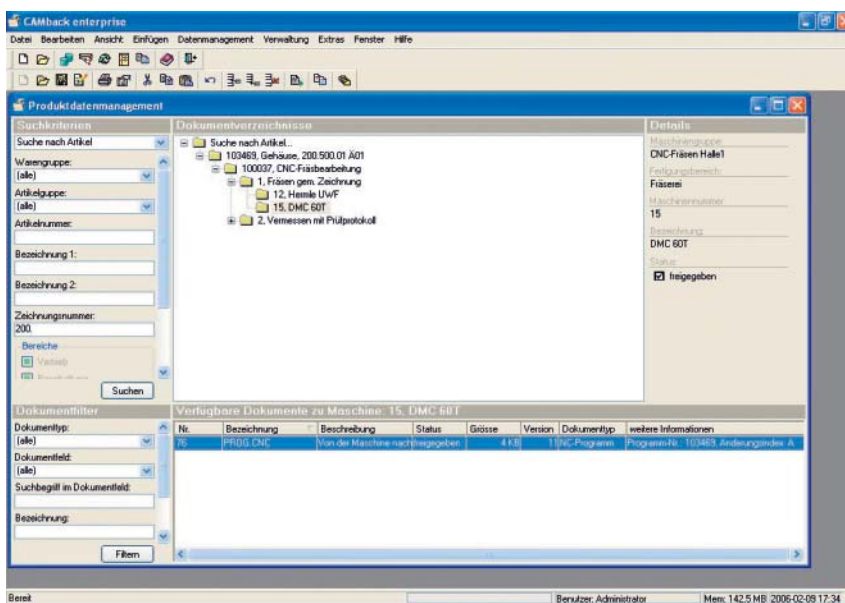 CAMback enterprise
Datei Bearbeiten Ansicht Einfügen Datenmanagement Verwaltung Extras Fenster Hilfe
Produktdatenmanagement
Suchkriterien
Suche nach Artikel
Warengruppe:
(alle)
Artikelguppe:
(alle)
Artikelnummer:
Bezeichnung 1:
Bezeichnung 2:
Zeichnungsnummer:
200.
Bereiche
Vertrieb
Suchen
Dokumentverzeichnisse
Suche nach Artikel...
103469, Gehäuse, 200.500.01 Ä01
100037, CNC-Fräsbearbeitung
1, Fräsen gem. Zeichnung
12, Hermle UWF
15, DMC 60T
2, Vermessen mit Prüfprotokoll
Details
Maschinengruppe:
CNC-Fräsen Halle1
Fertigungsbereich:
Fräserei
Maschinennummer:
15
Bezeichnung:
DMC 60T
Status:
freigegeben
Dokumentfilter
Dokumenttyp:
(alle)
Dokumentfeld:
(alle)
Suchbegriff im Dokumentfeld:
Bezeichnung:
Filtern
Verfügbare Dokumente zu Maschine: 15, DMC 60T
Nr. Bezeichnung Beschreibung Status Grösse Version Dokumenttyp weitere Informationen
76 PROG.CNC Von der Maschine nach freigegeben 4 KB 11 NC-Programm Programm-Nr.: 103469, Änderungsindex: A
Bereit Benutzer: Administrator Mem: 142.5 MB 2006-02-09 17:34